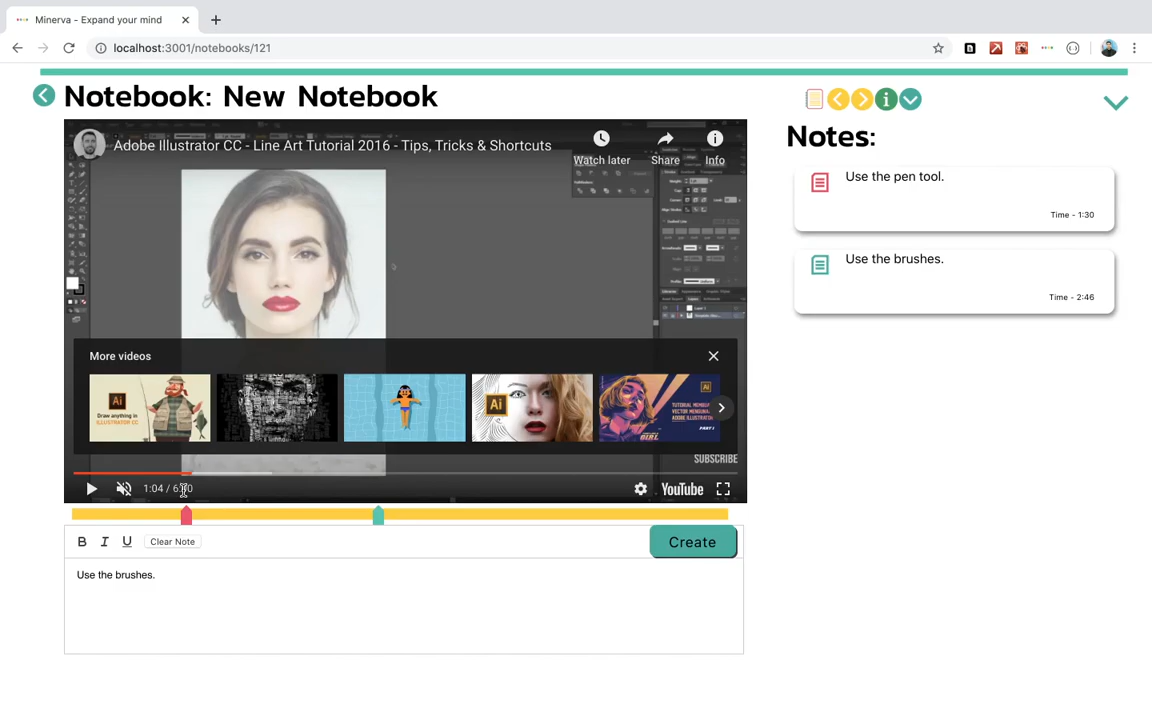 Minerva - Expand your mind
localhost:3001/notebooks/121
Notebook: New Notebook
Adobe Illustrator CC - Line Art Tutorial 2016 - Tips, Tricks & Shortcuts
Watch later
Share
Info
More videos
Ai
Draw anything in
ILLUSTRATOR CC
Ai
Ai
PART 1
SUBSCRIBE
1:04 /
YouTube
B I U Clear Note
Create
Use the brushes.
Notes:
Use the pen tool.
Time - 1:30
Use the brushes.
Time - 2:46